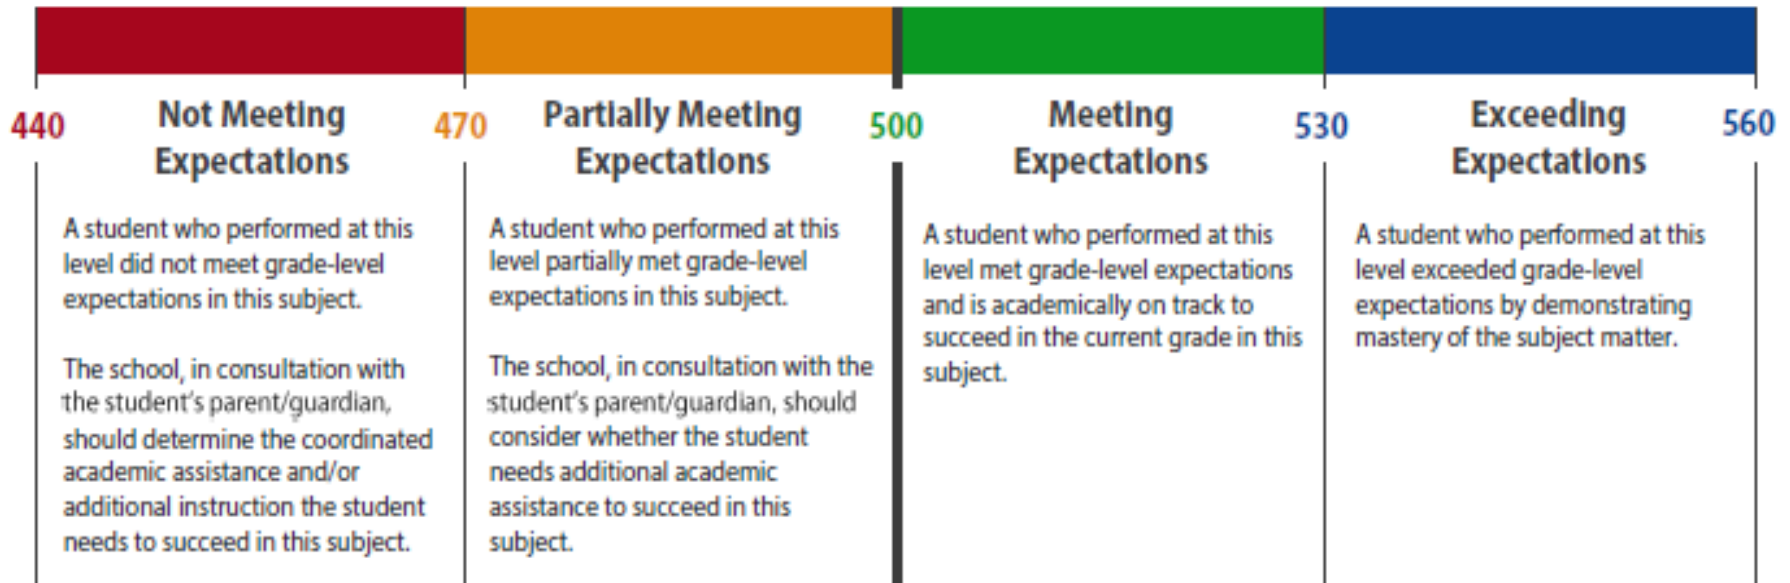 440
Not Meeting
Expectations
470
Partially Meeting
Expectations
500
Meeting
Expectations
530
Exceeding
Expectations
560
A student who performed at this
level did not meet grade-level
expectations in this subject.
The school, in consultation with
the student's parent/guardian,
should determine the coordinated
academic assistance and/or
additional instruction the student
needs to succeed in this subject.
A student who performed at this
level partially met grade-level
expectations in this subject.
The school, in consultation with the
student's parent/guardian, should
consider whether the student
needs additional academic
assistance to succeed in this
subject.
A student who performed at this
level met grade-level expectations
and is academically on track to
succeed in the current grade in this
subject.
A student who performed at this
level exceeded grade-level
expectations by demonstrating
mastery of the subject matter.